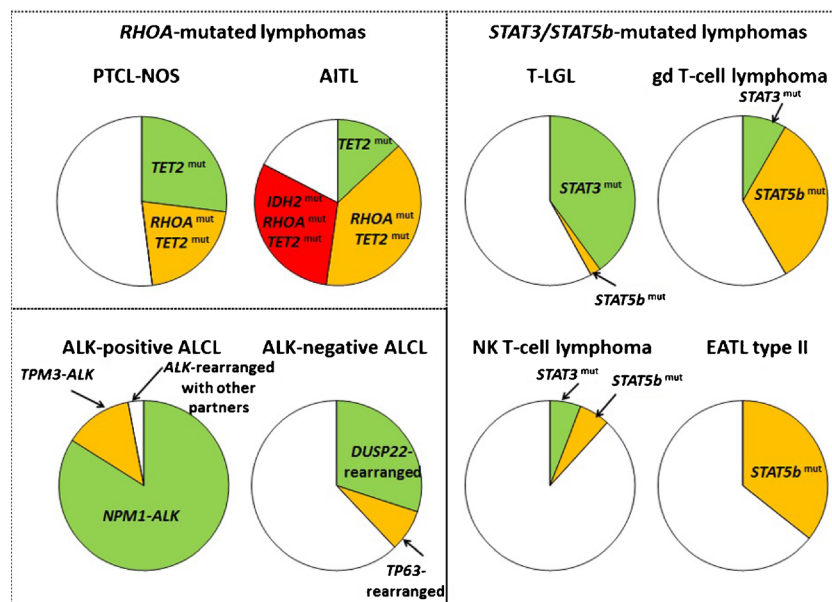 RHOA-mutated lymphomas
PTCL-NOS
AITL
TET2 mut
RHOA mut
TET2 mut
TET2 mut
IDH2 mut
RHOA mut
TET2 mut
RHOA mut
TET2 mut
STAT3/STAT5b-mutated lymphomas
T-LGL
gd T-cell lymphoma
STAT3 mut
STAT5b mut
STAT3 mut
STAT5b mut
ALK-positive ALCL
ALK-negative ALCL
TPM3-ALK
ALK-rearranged
with other
partners
NPM1-ALK
DUSP22-
rearranged
TP63-
rearranged
NK T-cell lymphoma
EATL type II
STAT3 mut
STAT5b mut
STAT5b mut